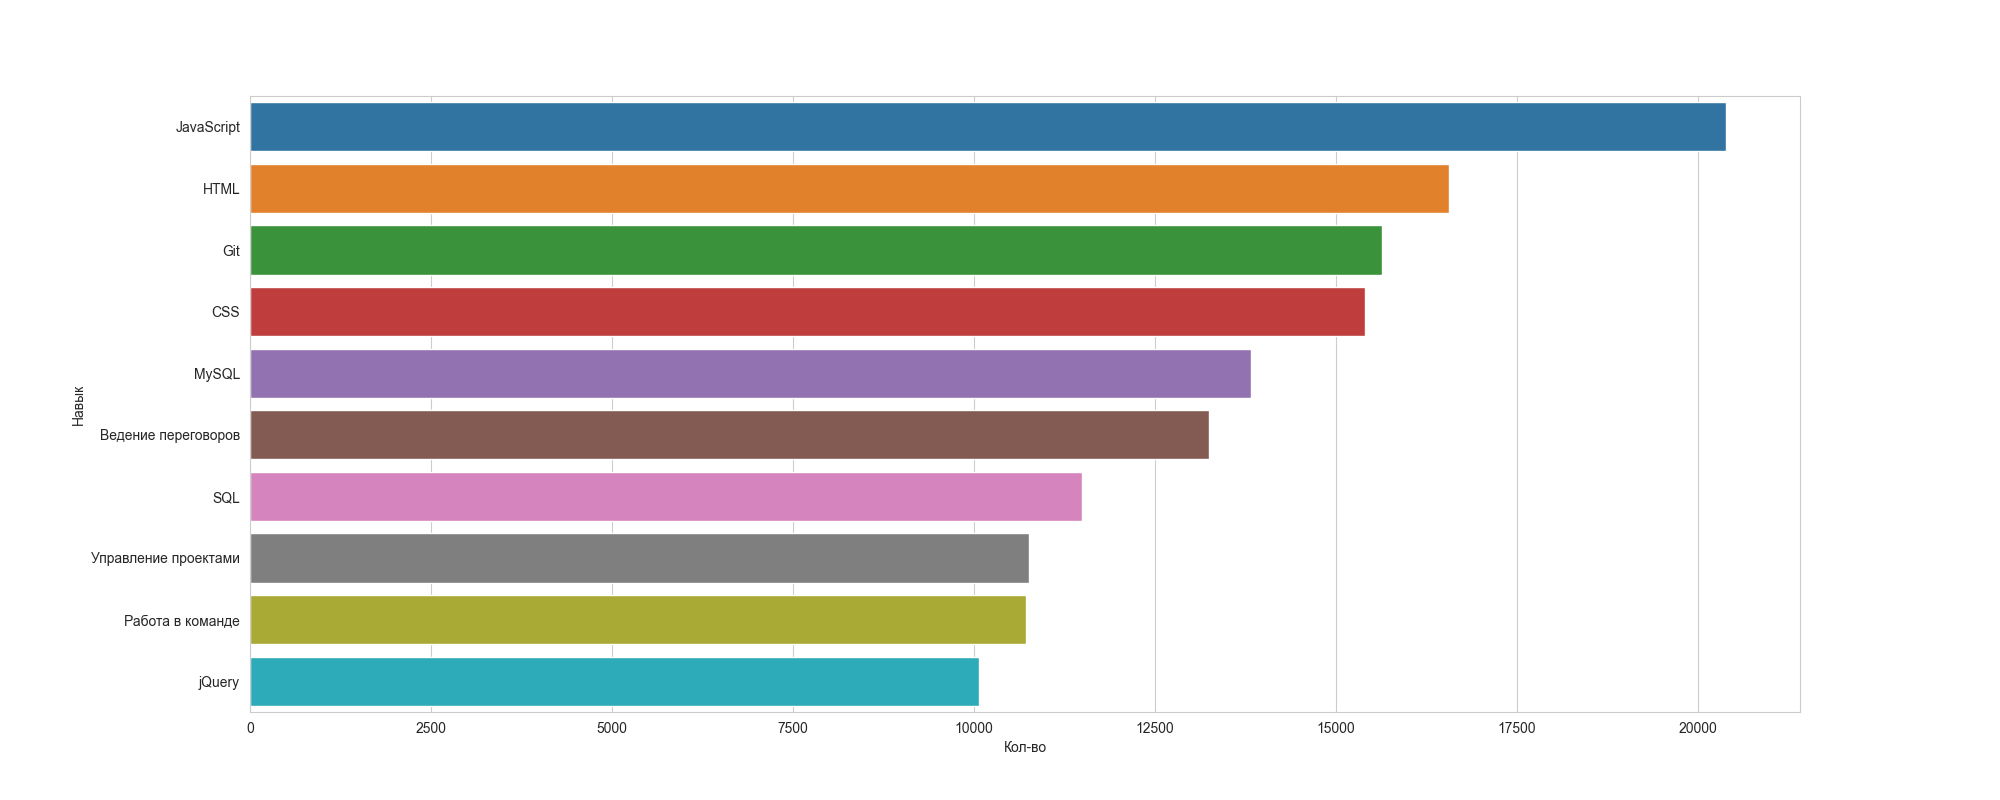 JavaScript
HTML
Git
CSS
MySQL
Ведение переговоров
SQL
Управление проектами
Работа в команде
jQuery
Навык
0 2500 5000 7500 10000 12500 15000 17500 20000
Кол-во